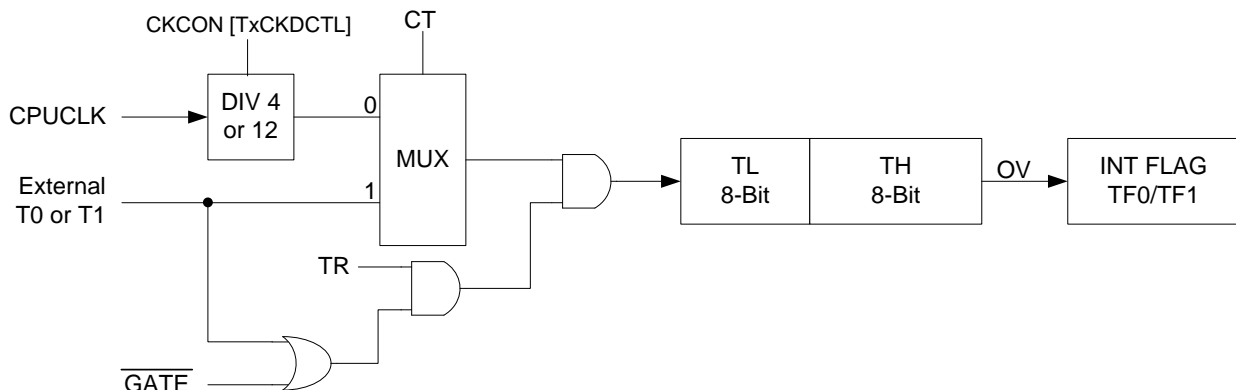 CKCON [TxCKDCTL]
CT
CPUCLK
DIV 4
or 12
0
MUX
External
T0 or T1
1
TL
8-Bit
TH
8-Bit
OV
INT FLAG
TF0/TF1
TR
GATE